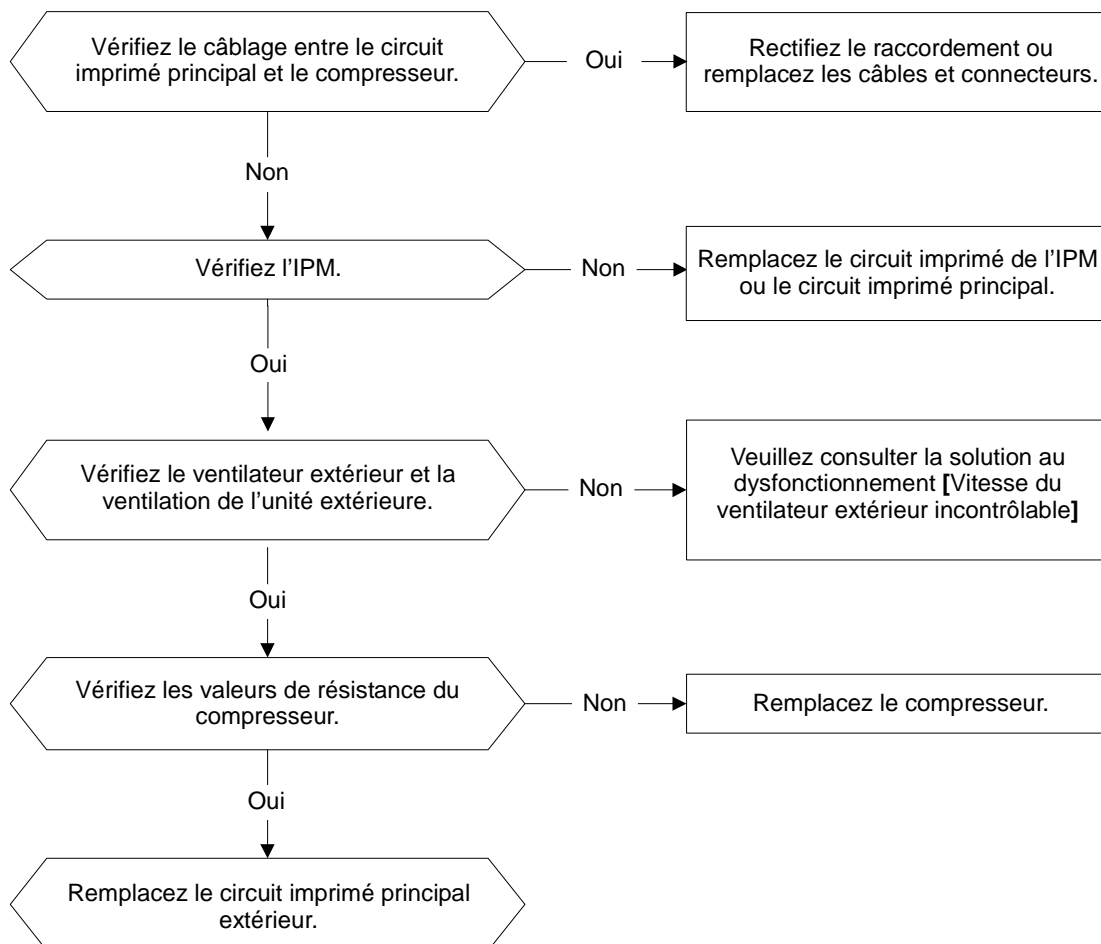 Vérifiez le câblage entre le circuit
imprimé principal et le compresseur.
Oui
Rectifiez le raccordement ou
remplacez les câbles et connecteurs.
Non
Vérifiez l’IPM.
Non
Remplacez le circuit imprimé de l’IPM
ou le circuit imprimé principal.
Oui
Vérifiez le ventilateur extérieur et la
ventilation de l’unité extérieure.
Non
Veuillez consulter la solution au
dysfonctionnement [Vitesse du
ventilateur extérieur incontrôlable]
Oui
Vérifiez les valeurs de résistance du
compresseur.
Non
Remplacez le compresseur.
Oui
Remplacez le circuit imprimé principal
extérieur.